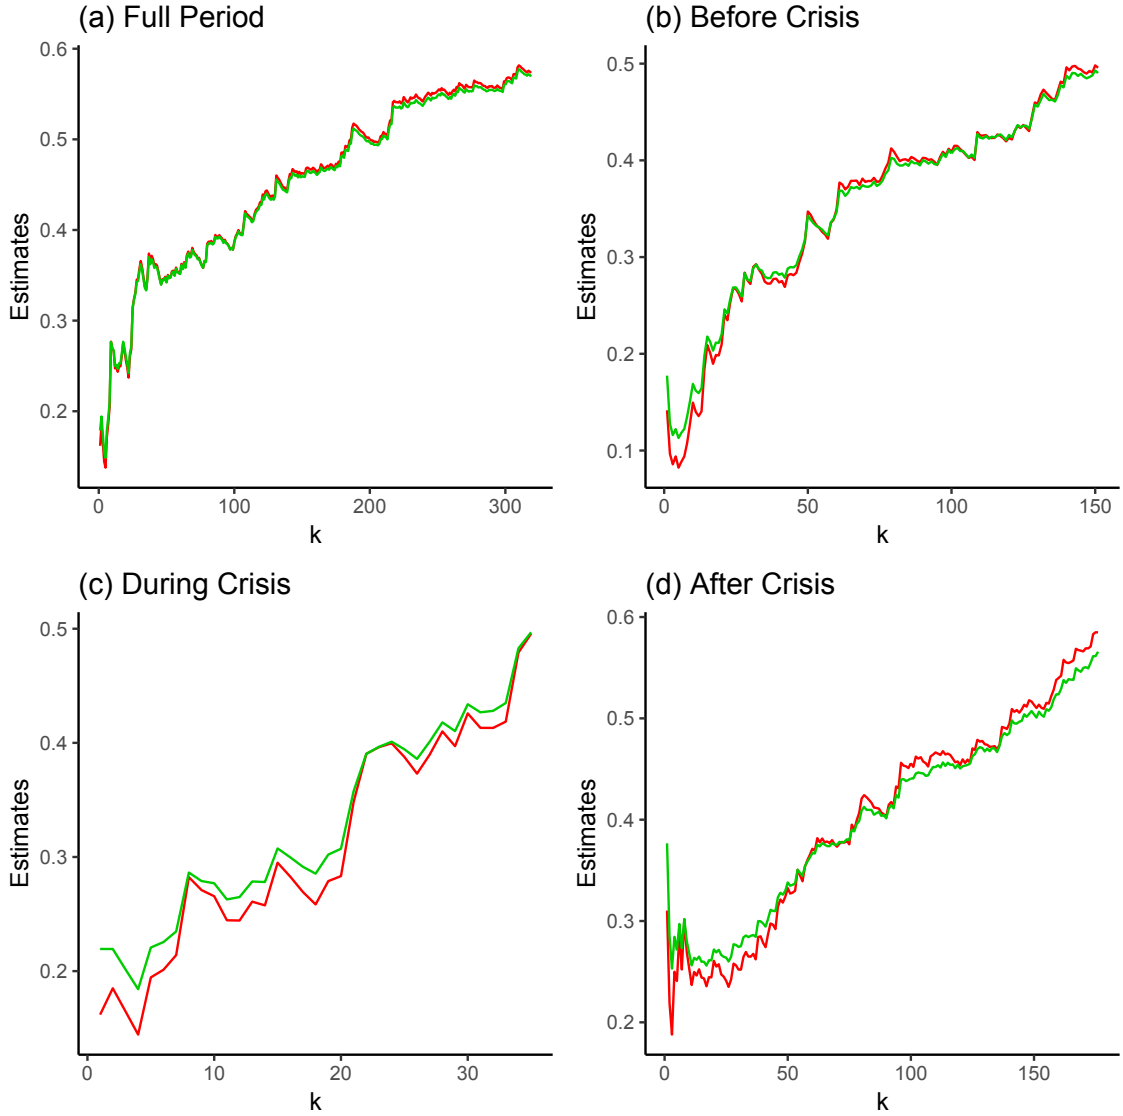 (a) Full Period
0.6
0.5
0.4
0.3
0.2
Estimates
0 100 200 300
k
(b) Before Crisis
0.5
0.4
0.3
0.2
0.1
Estimates
0 50 100 150
k
(c) During Crisis
0.5
0.4
0.3
0.2
Estimates
0 10 20 30
k
(d) After Crisis
0.6
0.5
0.4
0.3
0.2
Estimates
0 50 100 150
k